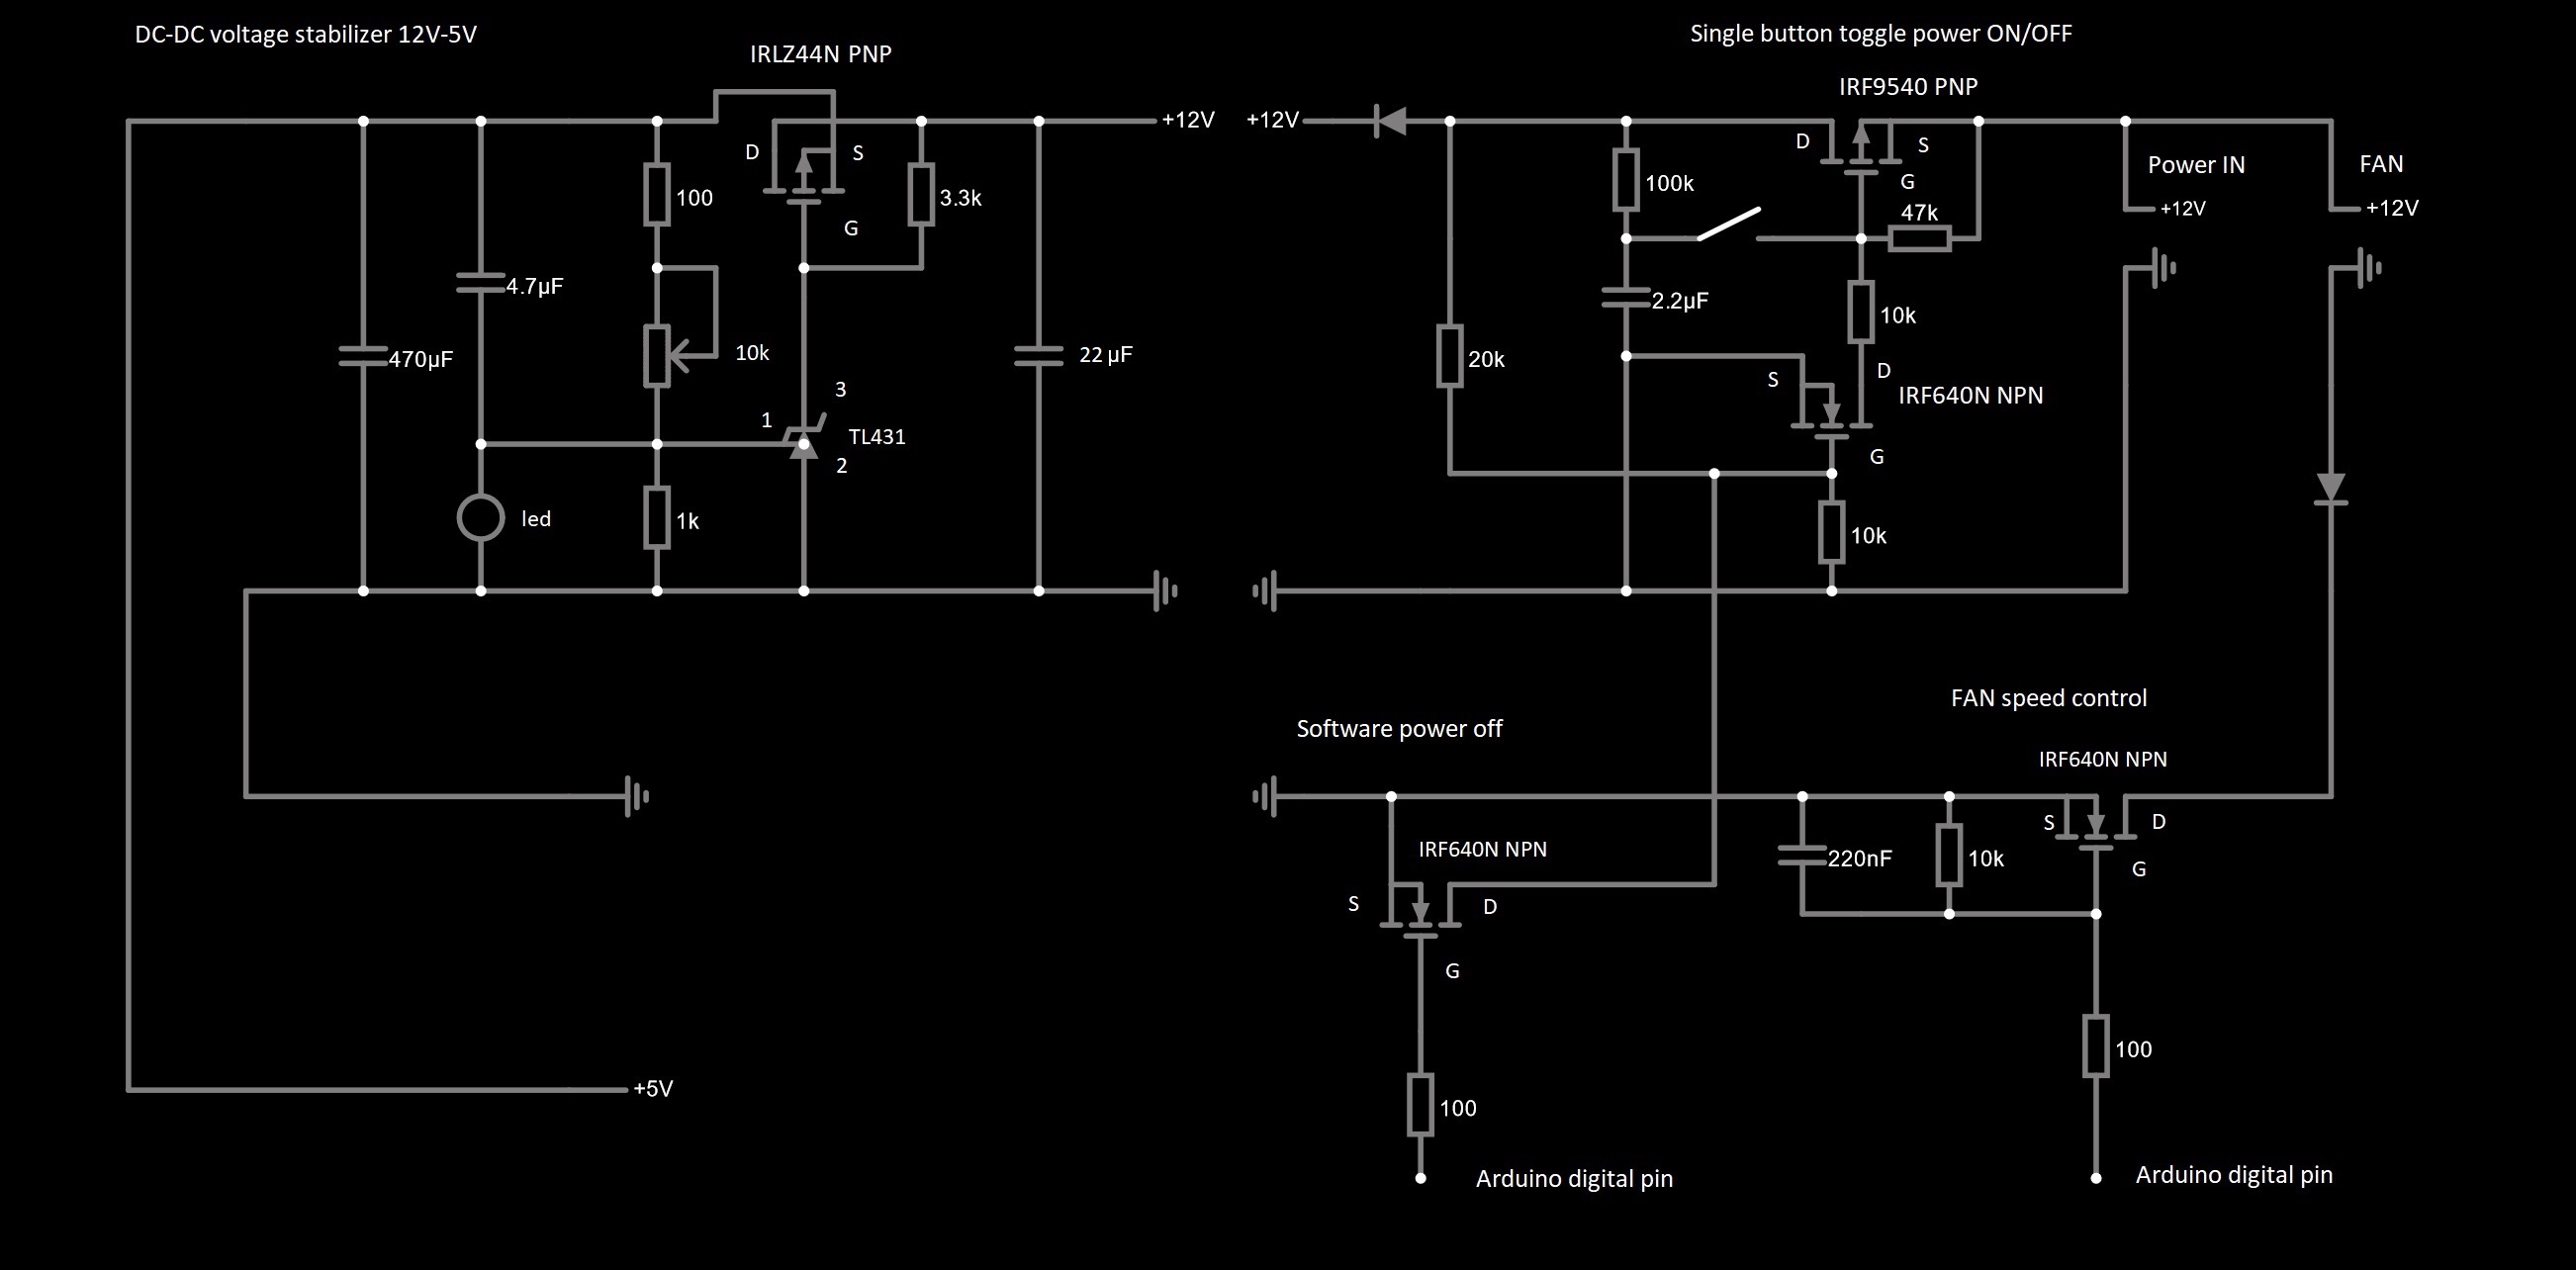 DC-DC voltage stabilizer 12V-5V
IRLZ44N PNP
+12V
D
S
G
100
3.3k
4.7µF
10k
470µF
22 µF
3
1
TL431
2
led
1k
+5V
Single button toggle power ON/OFF
IRF9540 PNP
+12V
D
S
G
Power IN
+12V
FAN
+12V
100k
47k
2.2µF
10k
20k
S
D
IRF640N NPN
G
10k
Software power off
IRF640N NPN
S
D
G
100
Arduino digital pin
FAN speed control
IRF640N NPN
S
D
G
220nF
10k
100
Arduino digital pin